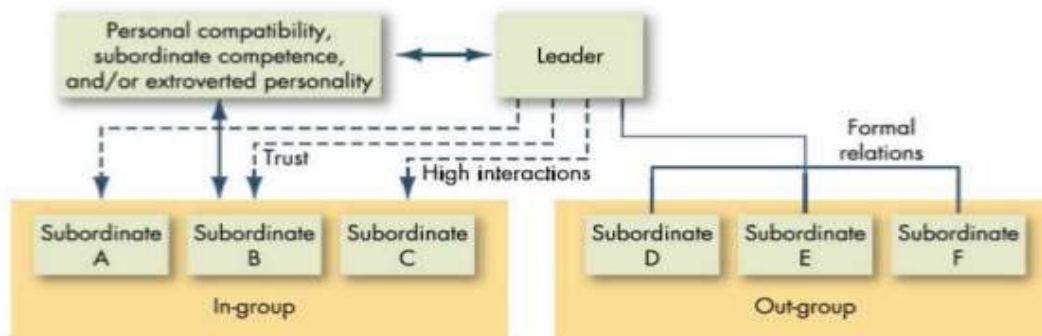 Personal compatibility,
subordinate competence,
and/or extroverted personality
Leader
Trust
High interactions
Formal
relations
Subordinate
A
Subordinate
B
Subordinate
C
In-group
Subordinate
D
Subordinate
E
Subordinate
F
Out-group